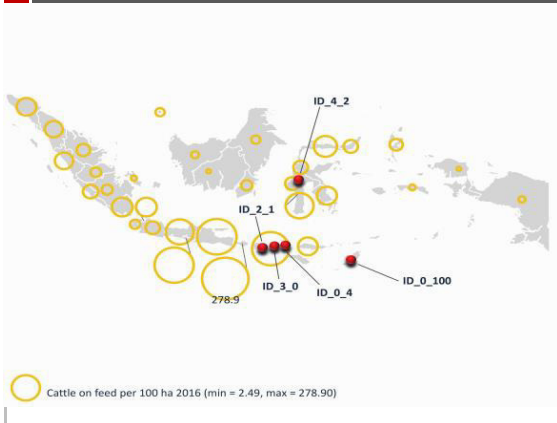 ID_4_2
ID_2_1
ID_3_0
ID_0_4
ID_0_100
278.9
Cattle on feed per 100 ha 2016 (min = 2.49, max = 278.90)